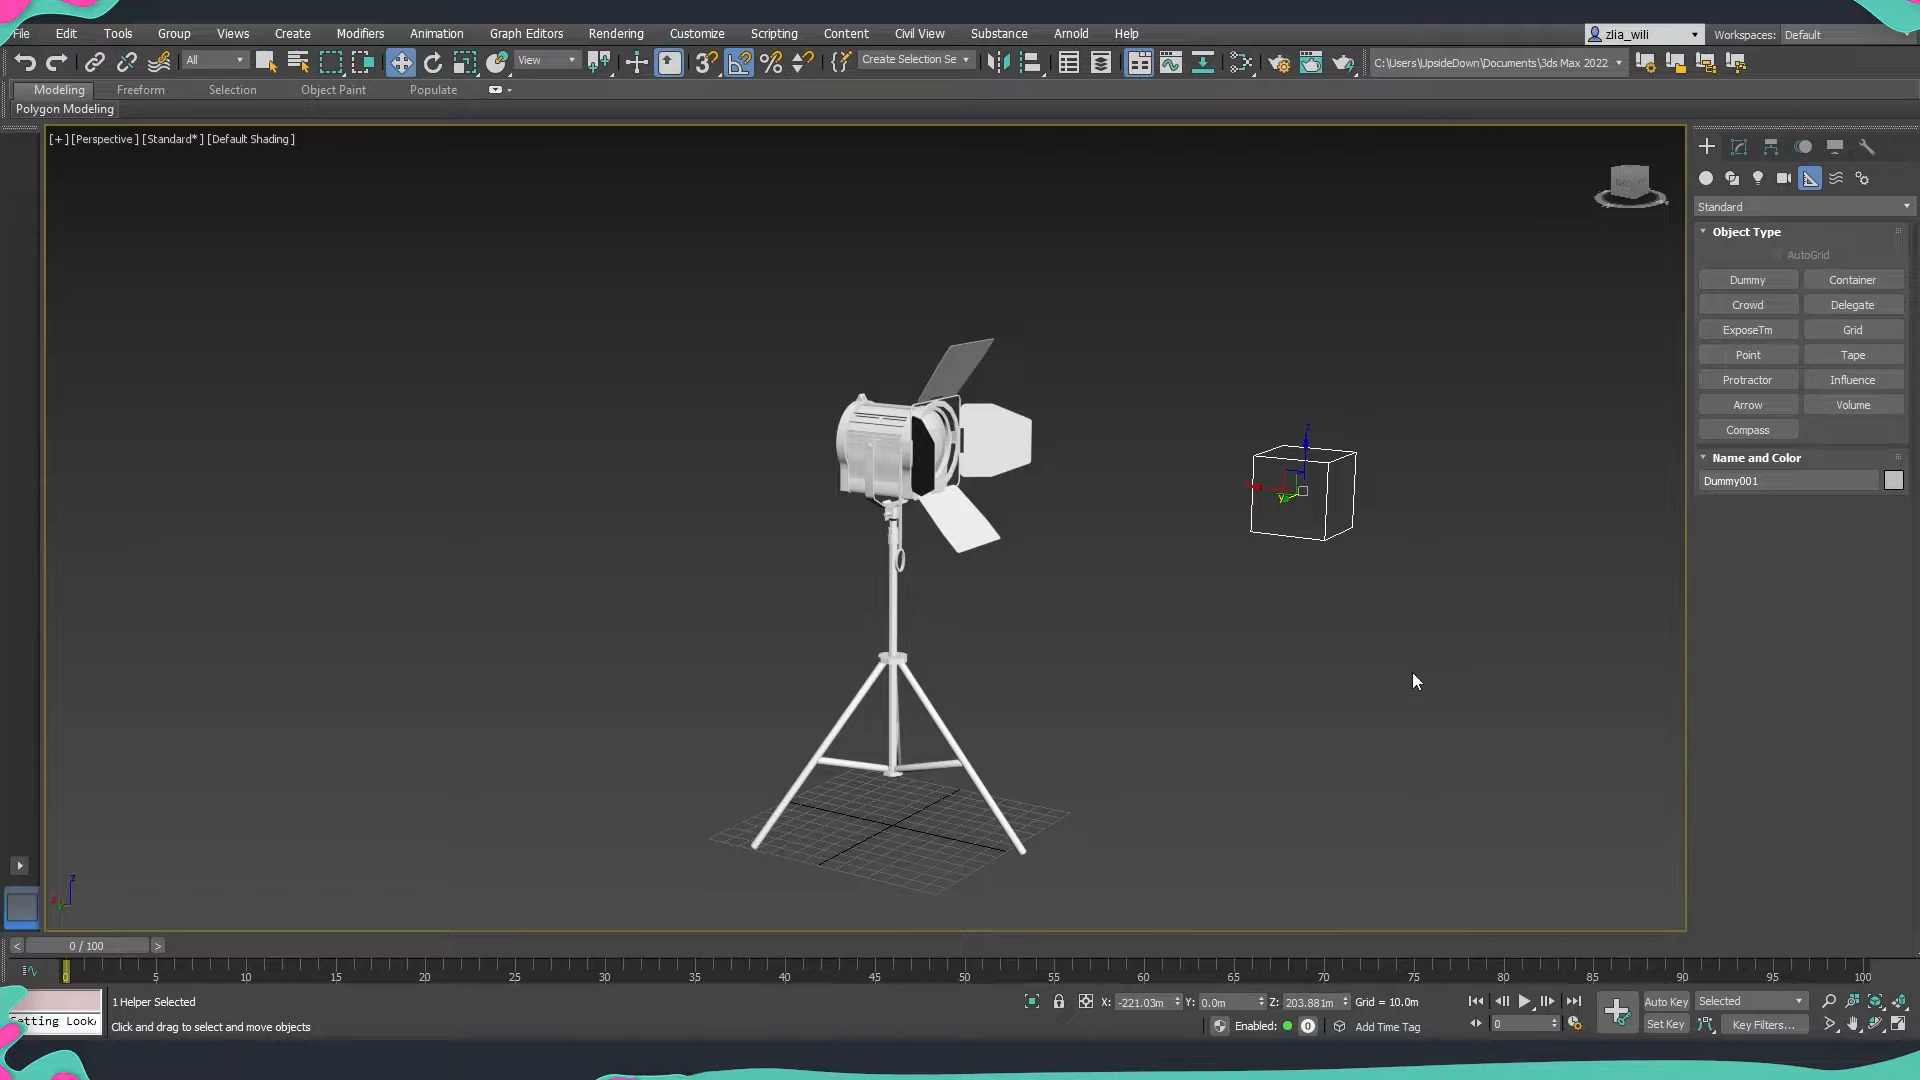 File Edit Tools Group Views Create Modifiers Animation Graph Editors Rendering Customize Scripting Content Civil View Substance Arnold Help
zlia_wili
Workspaces: Default
All
View
Create Selection Se
C:\Users\UpsideDown\Documents\3ds Max 2022
Modeling Freeform Selection Object Paint Populate
Polygon Modeling
[+] [Perspective] [Standard*] [Default Shading]
Standard
Object Type
AutoGrid
Dummy Container
Crowd Delegate
ExposeTm Grid
Point Tape
Protractor Influence
Arrow Volume
Compass
Name and Color
Dummy001
z
y
z
< 0 / 100 >
0 5 10 15 20 25 30 35 40 45 50 55 60 65 70 75 80 85 90 95 100
1 Helper Selected
X: -221.03m Y: 0.0m Z: 203.881m Grid = 10.0m
Auto Key Selected
etting Look
Click and drag to select and move objects
Enabled: 0 Add Time Tag
0
Set Key Key Filters...